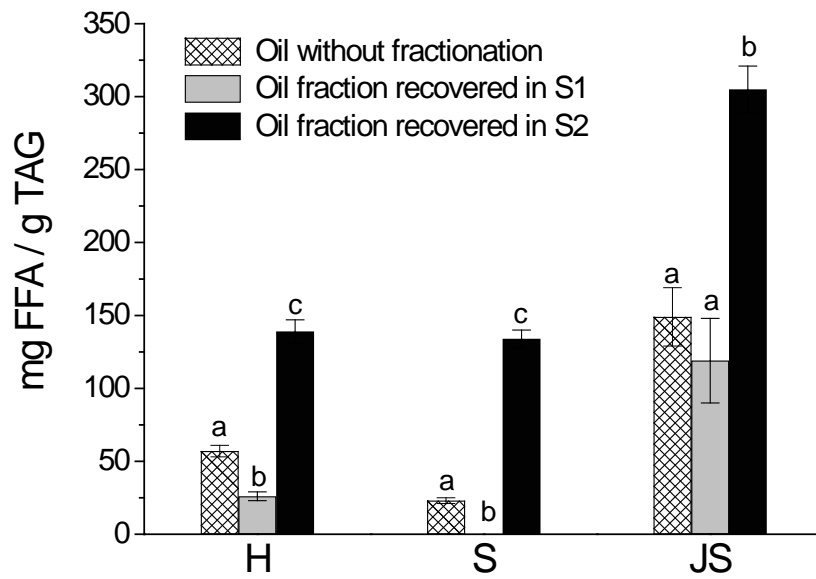 mg FFA / g TAG
350
300
250
200
150
100
50
0
Oil without fractionation
Oil fraction recovered in S1
Oil fraction recovered in S2
a
b
c
a
b
c
a
a
b
H
S
JS